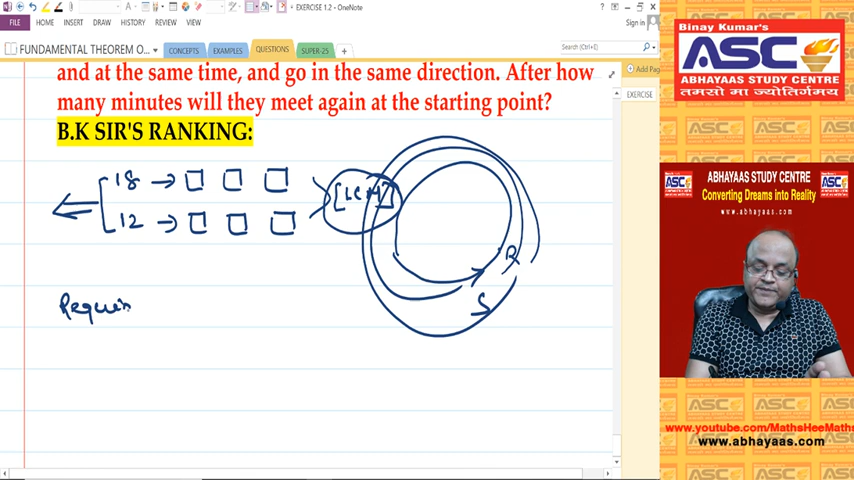 EXERCISE 1.2 - OneNote
Sign in
FILE HOME INSERT DRAW HISTORY REVIEW VIEW
FUNDAMENTAL THEOREM O... CONCEPTS EXAMPLES QUESTIONS SUPER-25 +
Search (Ctrl+E)
Add Pag
EXERCISE
and at the same time, and go in the same direction. After how
many minutes will they meet again at the starting point?
B.K SIR'S RANKING:
18 →
12 →
[LCM]
R
S
Requir
Binay Kumar's
ASC
ABHAYAAS STUDY CENTRE
तमसो मा ज्योतिर्गमय
ABHAYAAS STUDY CENTRE
ASC ASC
Converting Dreams into Reality
www.abhayaas.com
www.youtube.com/MathsHeeMaths
www.abhayaas.com